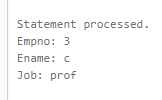 Statement processed.
Empno: 3
Ename: c
Job: prof